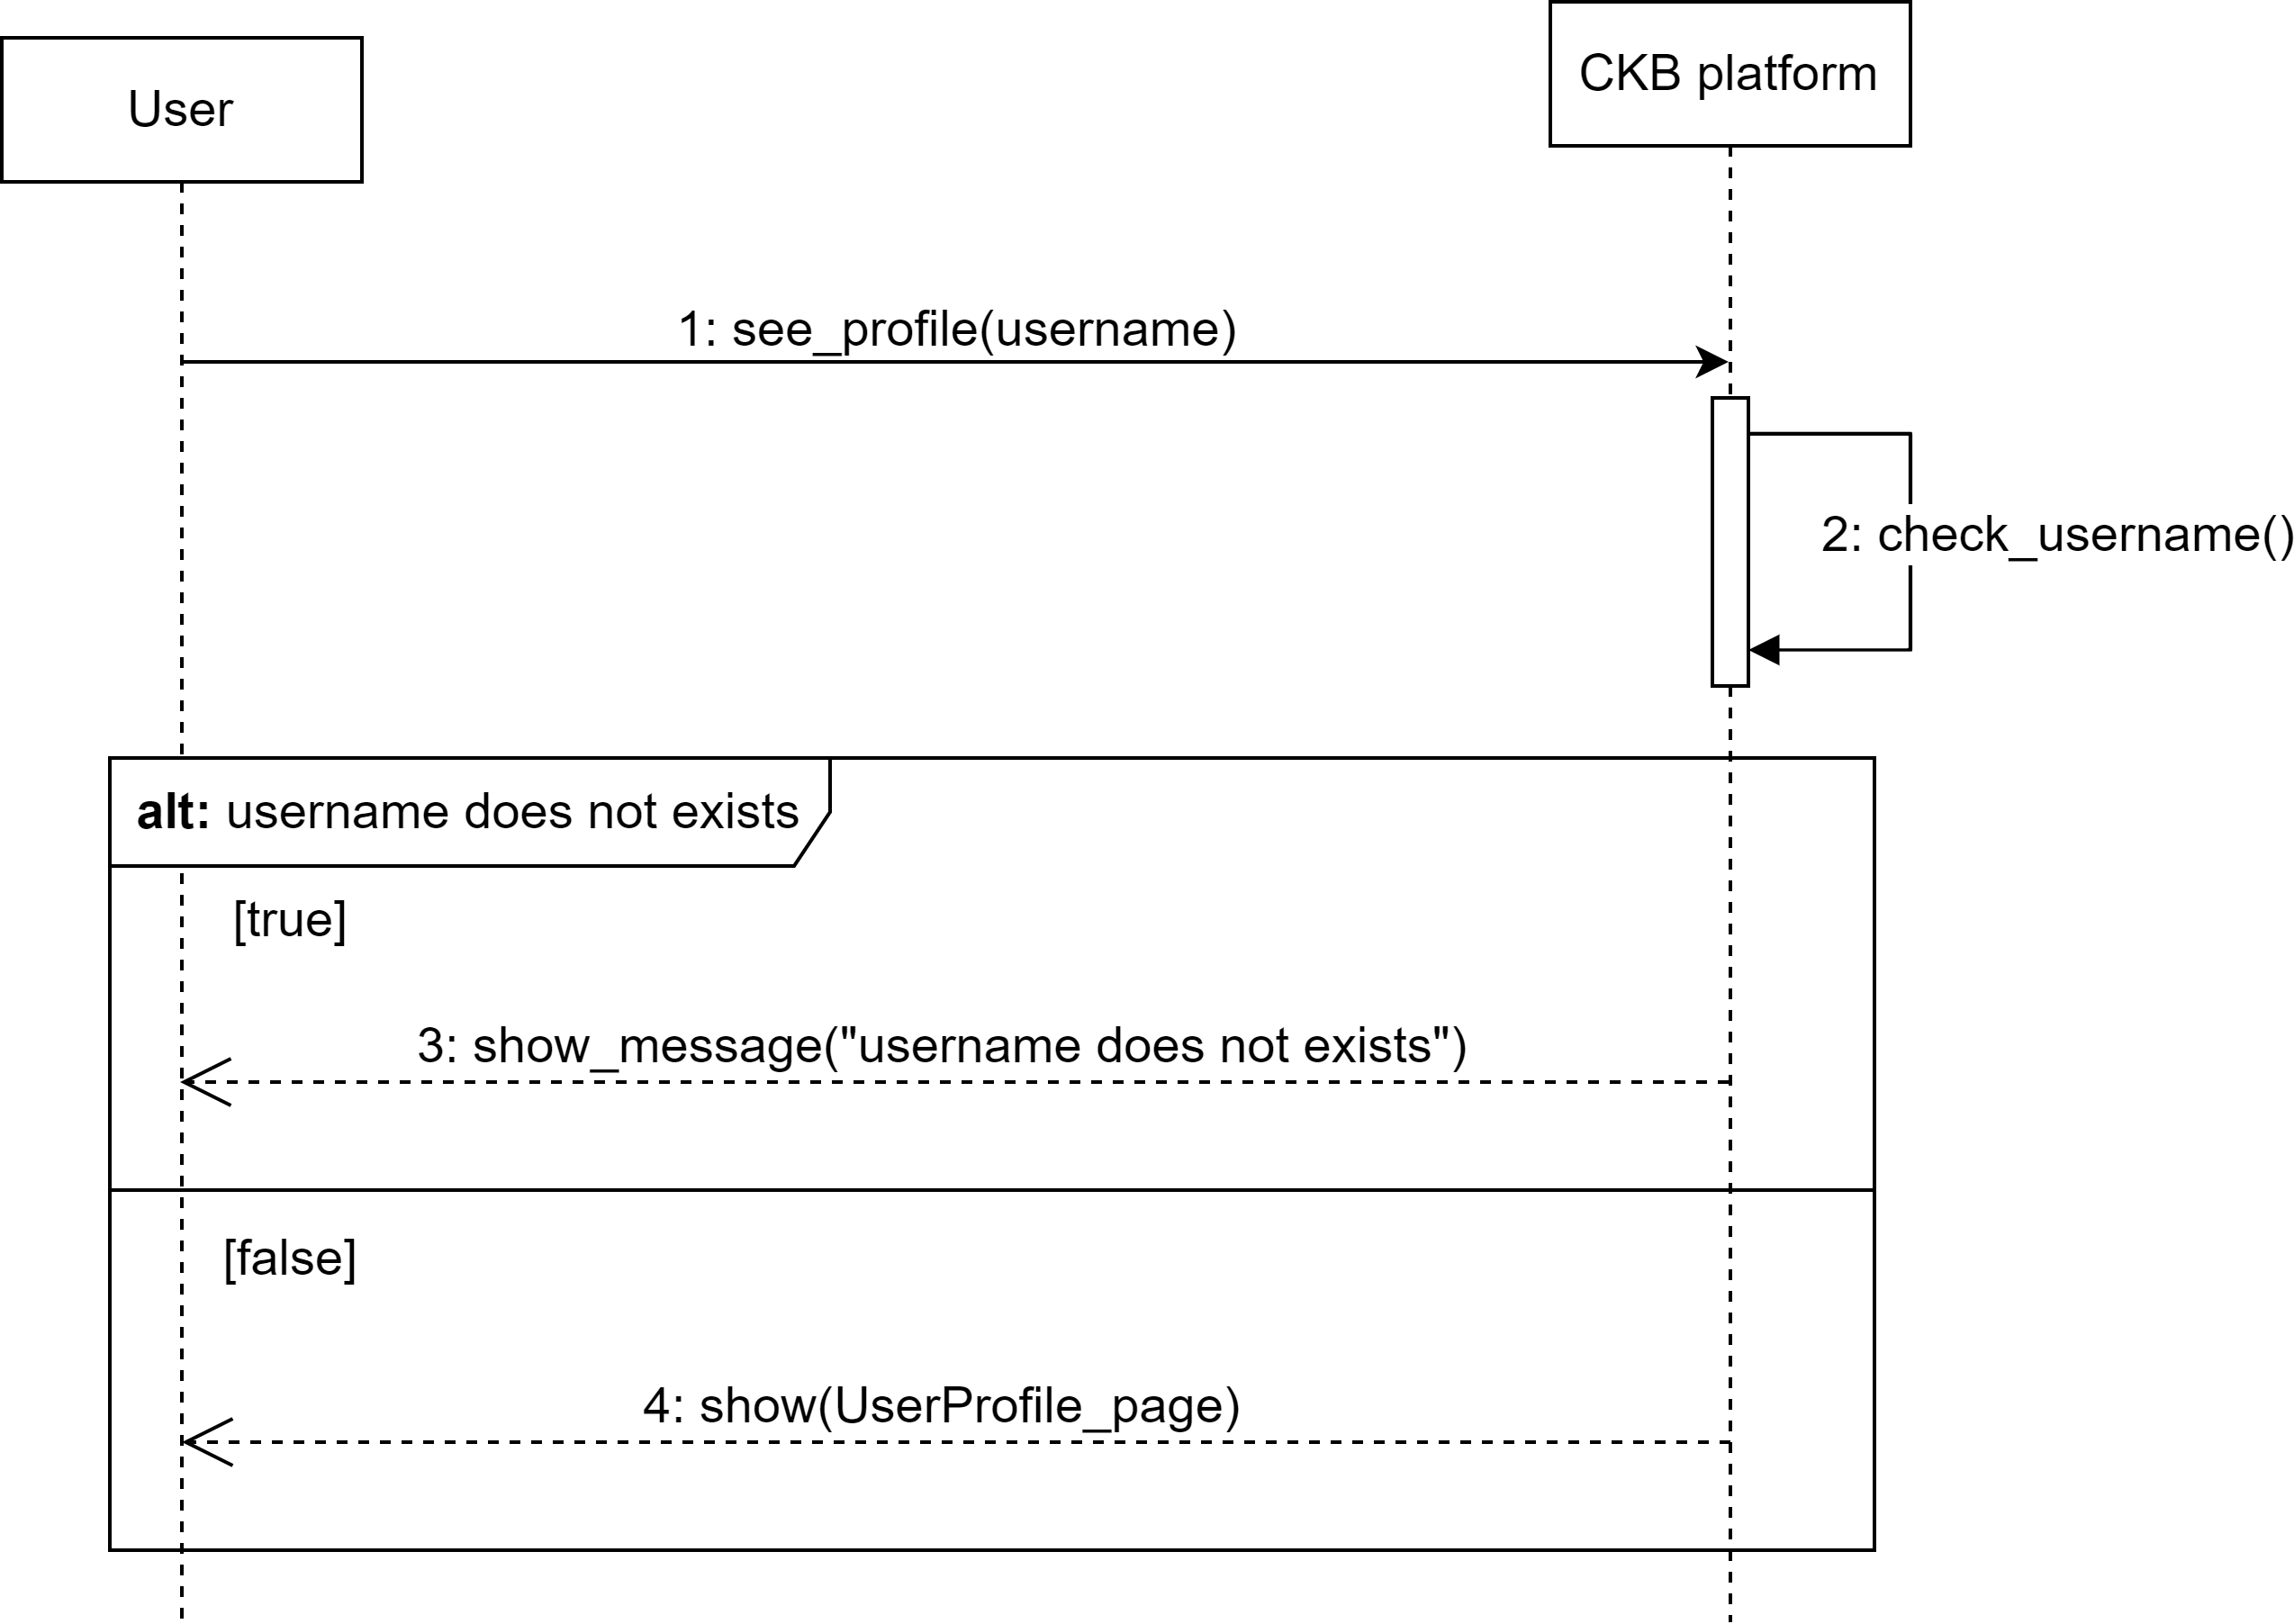 User
CKB platform
1: see_profile(username)
2: check_username()
alt: username does not exists
[true]
3: show_message("username does not exists")
[false]
4: show(UserProfile_page)